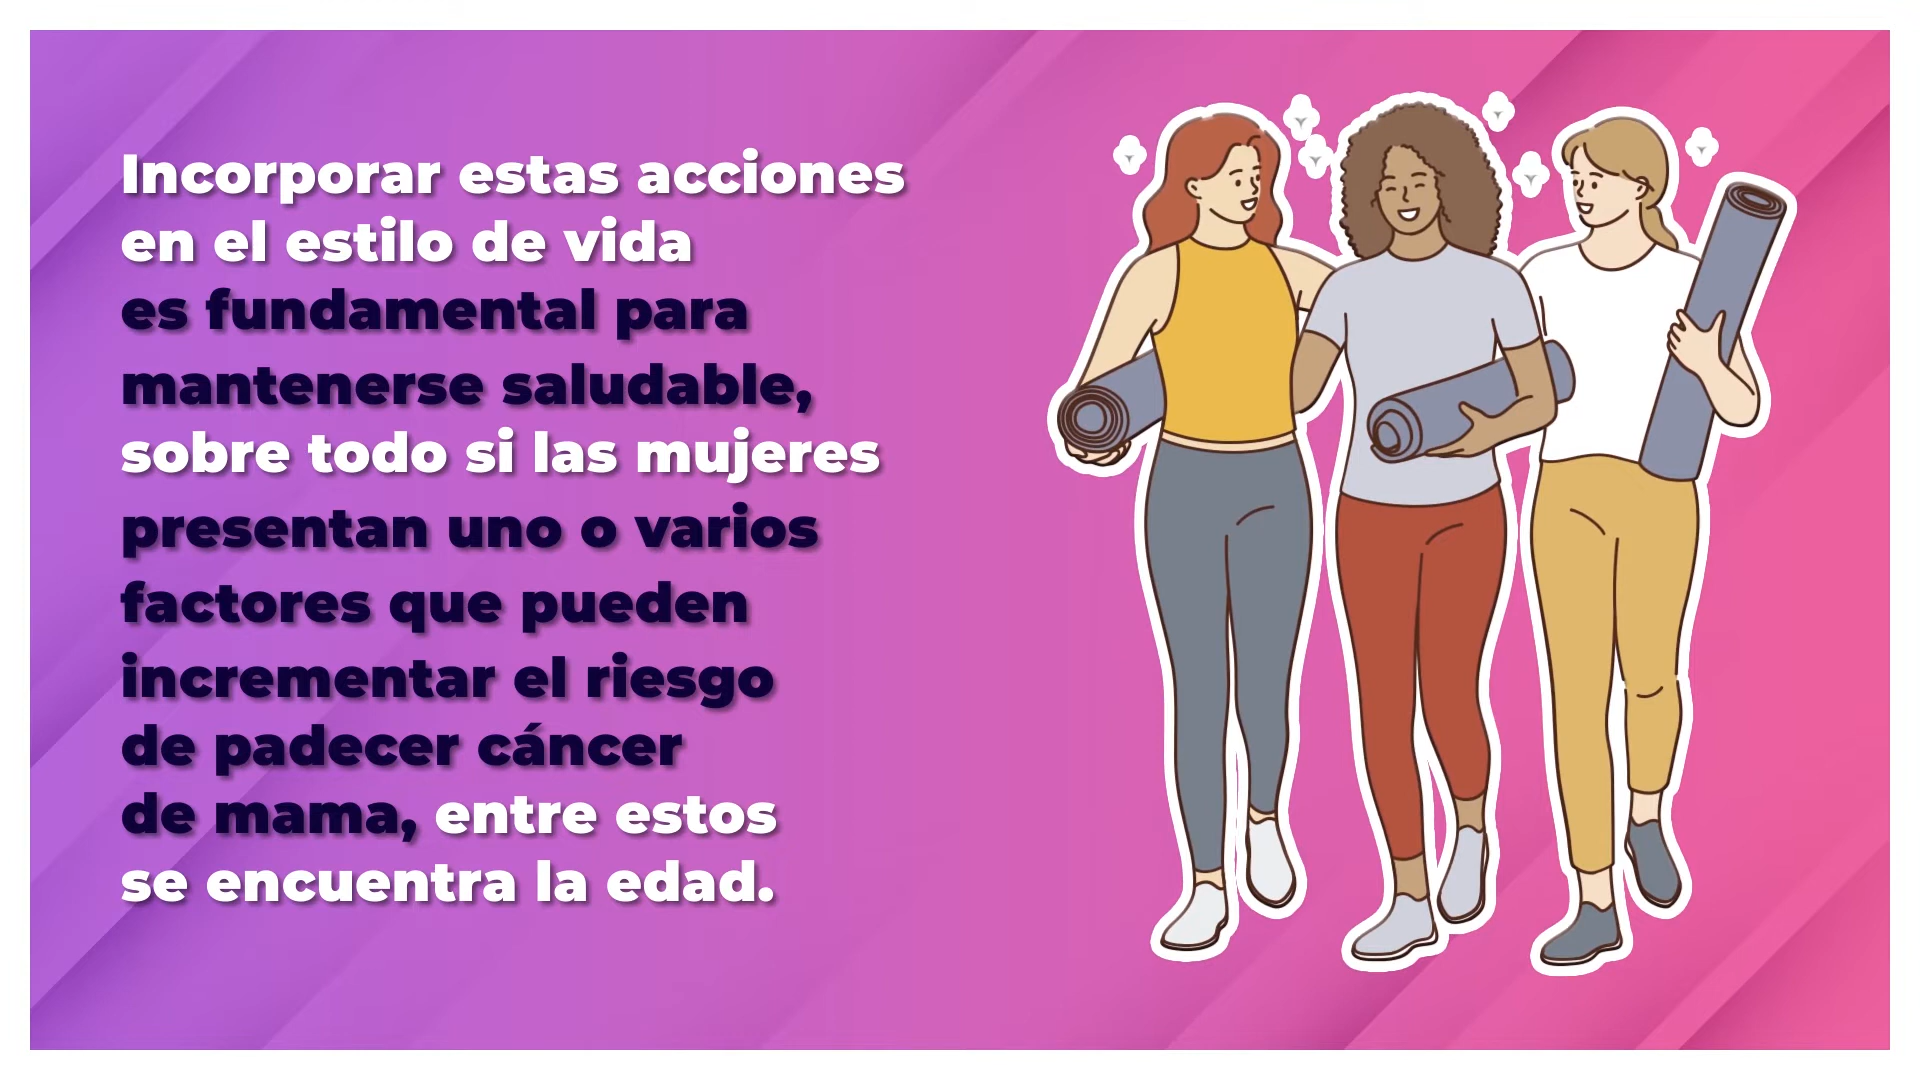 Incorporar estas acciones
en el estilo de vida
es fundamental para
mantenerse saludable,
sobre todo si las mujeres
presentan uno o varios
factores que pueden
incrementar el riesgo
de padecer cáncer
de mama, entre estos
se encuentra la edad.